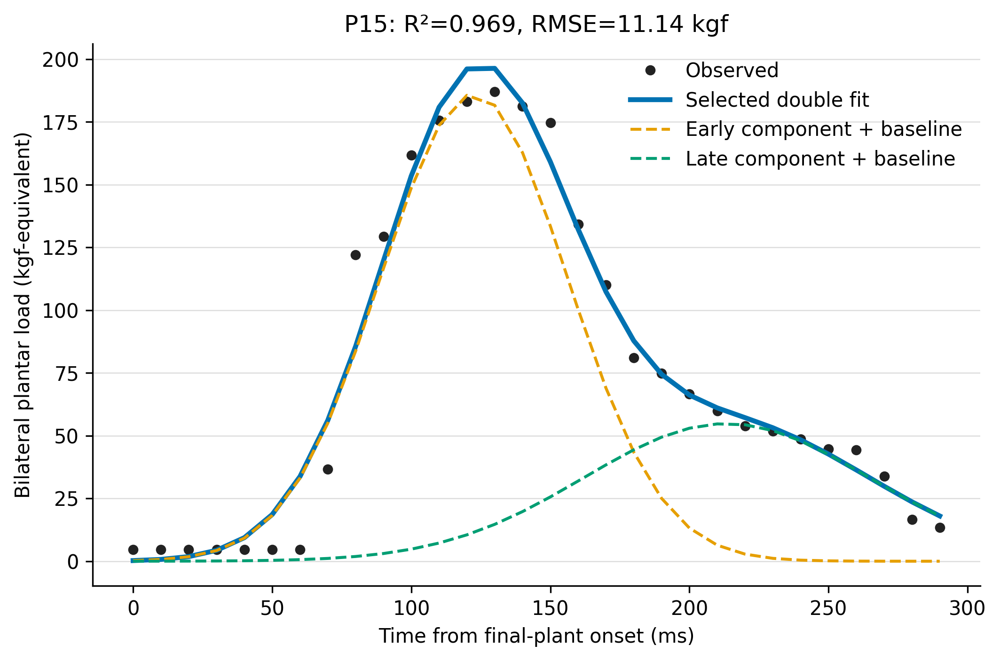 P15: R²=0.969, RMSE=11.14 kgf
Bilateral plantar load (kgf-equivalent)
200
175
150
125
100
75
50
25
0
Observed
Selected double fit
Early component + baseline
Late component + baseline
0 50 100 150 200 250 300
Time from final-plant onset (ms)